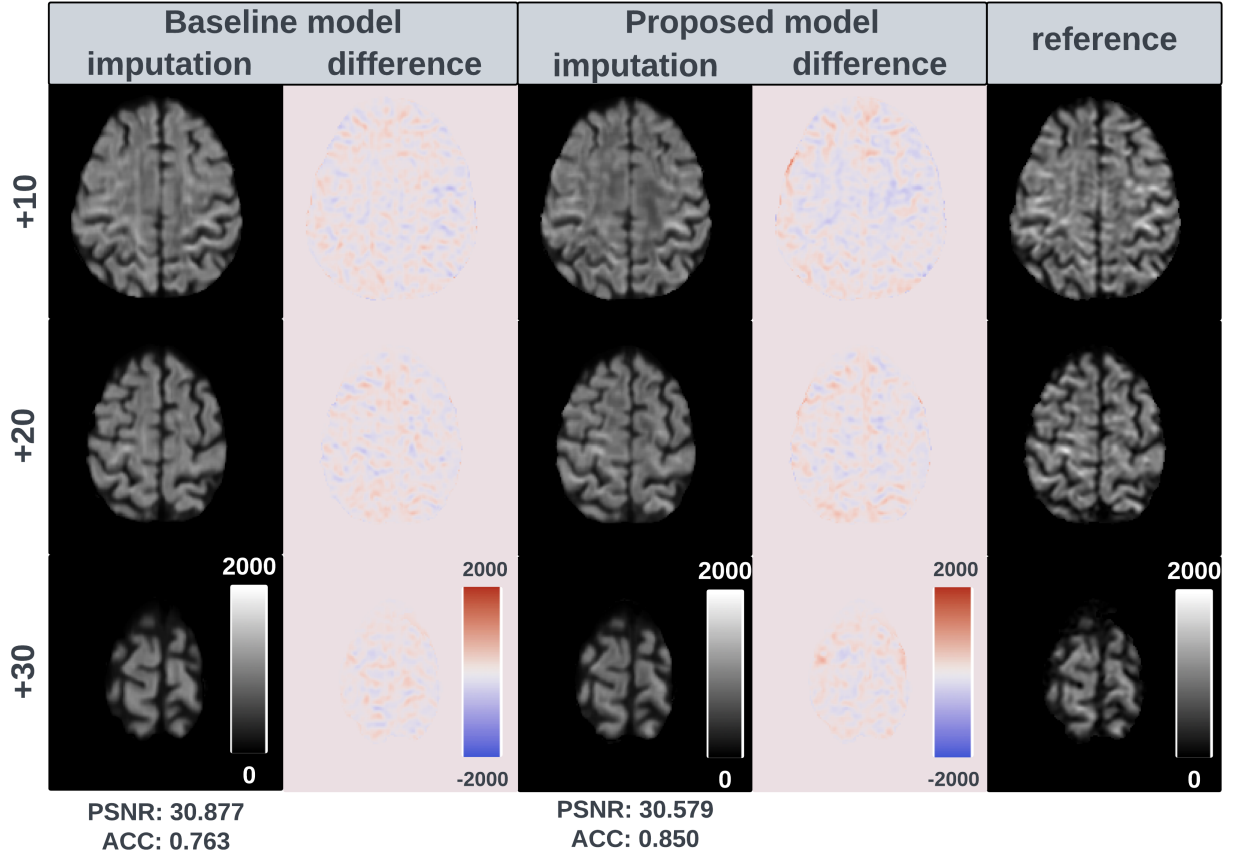 Baseline model
Proposed model
reference
imputation
difference
imputation
difference
+10
+20
+30
2000
2000
2000
2000
2000
0
-2000
0
-2000
0
PSNR: 30.877
ACC: 0.763
PSNR: 30.579
ACC: 0.850